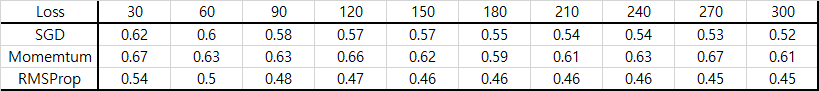 Loss 30 60 90 120 150 180 210 240 270 300
SGD 0.62 0.6 0.58 0.57 0.57 0.55 0.54 0.54 0.53 0.52
Momemtum 0.67 0.63 0.63 0.66 0.62 0.59 0.61 0.63 0.67 0.61
RMSProp 0.54 0.5 0.48 0.47 0.46 0.46 0.46 0.46 0.45 0.45